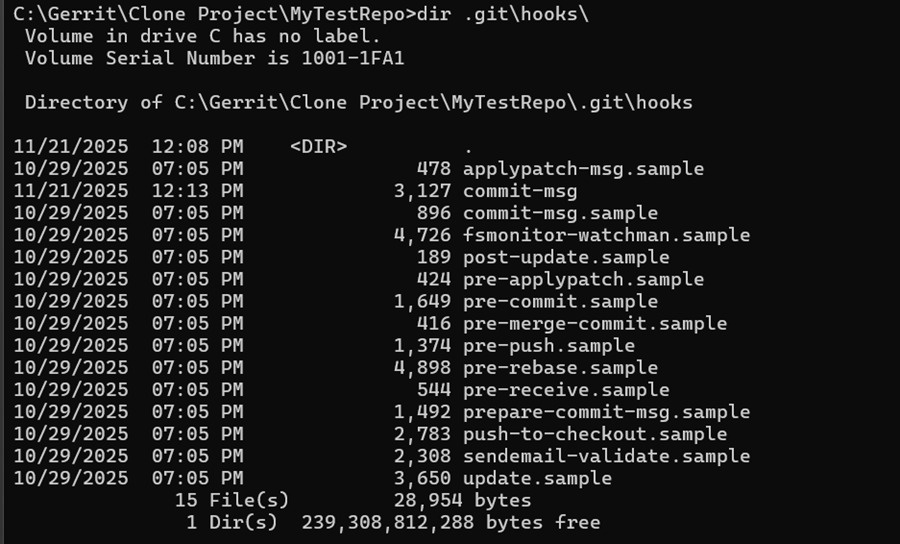 C:\Gerrit\Clone Project\MyTestRepo>dir .git\hooks\
 Volume in drive C has no label.
 Volume Serial Number is 1001-1FA1

 Directory of C:\Gerrit\Clone Project\MyTestRepo\.git\hooks

11/21/2025  12:08 PM    <DIR>          .
10/29/2025  07:05 PM               478 applypatch-msg.sample
11/21/2025  12:13 PM             3,127 commit-msg
10/29/2025  07:05 PM               896 commit-msg.sample
10/29/2025  07:05 PM             4,726 fsmonitor-watchman.sample
10/29/2025  07:05 PM               189 post-update.sample
10/29/2025  07:05 PM               424 pre-applypatch.sample
10/29/2025  07:05 PM             1,649 pre-commit.sample
10/29/2025  07:05 PM               416 pre-merge-commit.sample
10/29/2025  07:05 PM             1,374 pre-push.sample
10/29/2025  07:05 PM             4,898 pre-rebase.sample
10/29/2025  07:05 PM               544 pre-receive.sample
10/29/2025  07:05 PM             1,492 prepare-commit-msg.sample
10/29/2025  07:05 PM             2,783 push-to-checkout.sample
10/29/2025  07:05 PM             2,308 sendemail-validate.sample
10/29/2025  07:05 PM             3,650 update.sample
              15 File(s)         28,954 bytes
               1 Dir(s)  239,308,812,288 bytes free